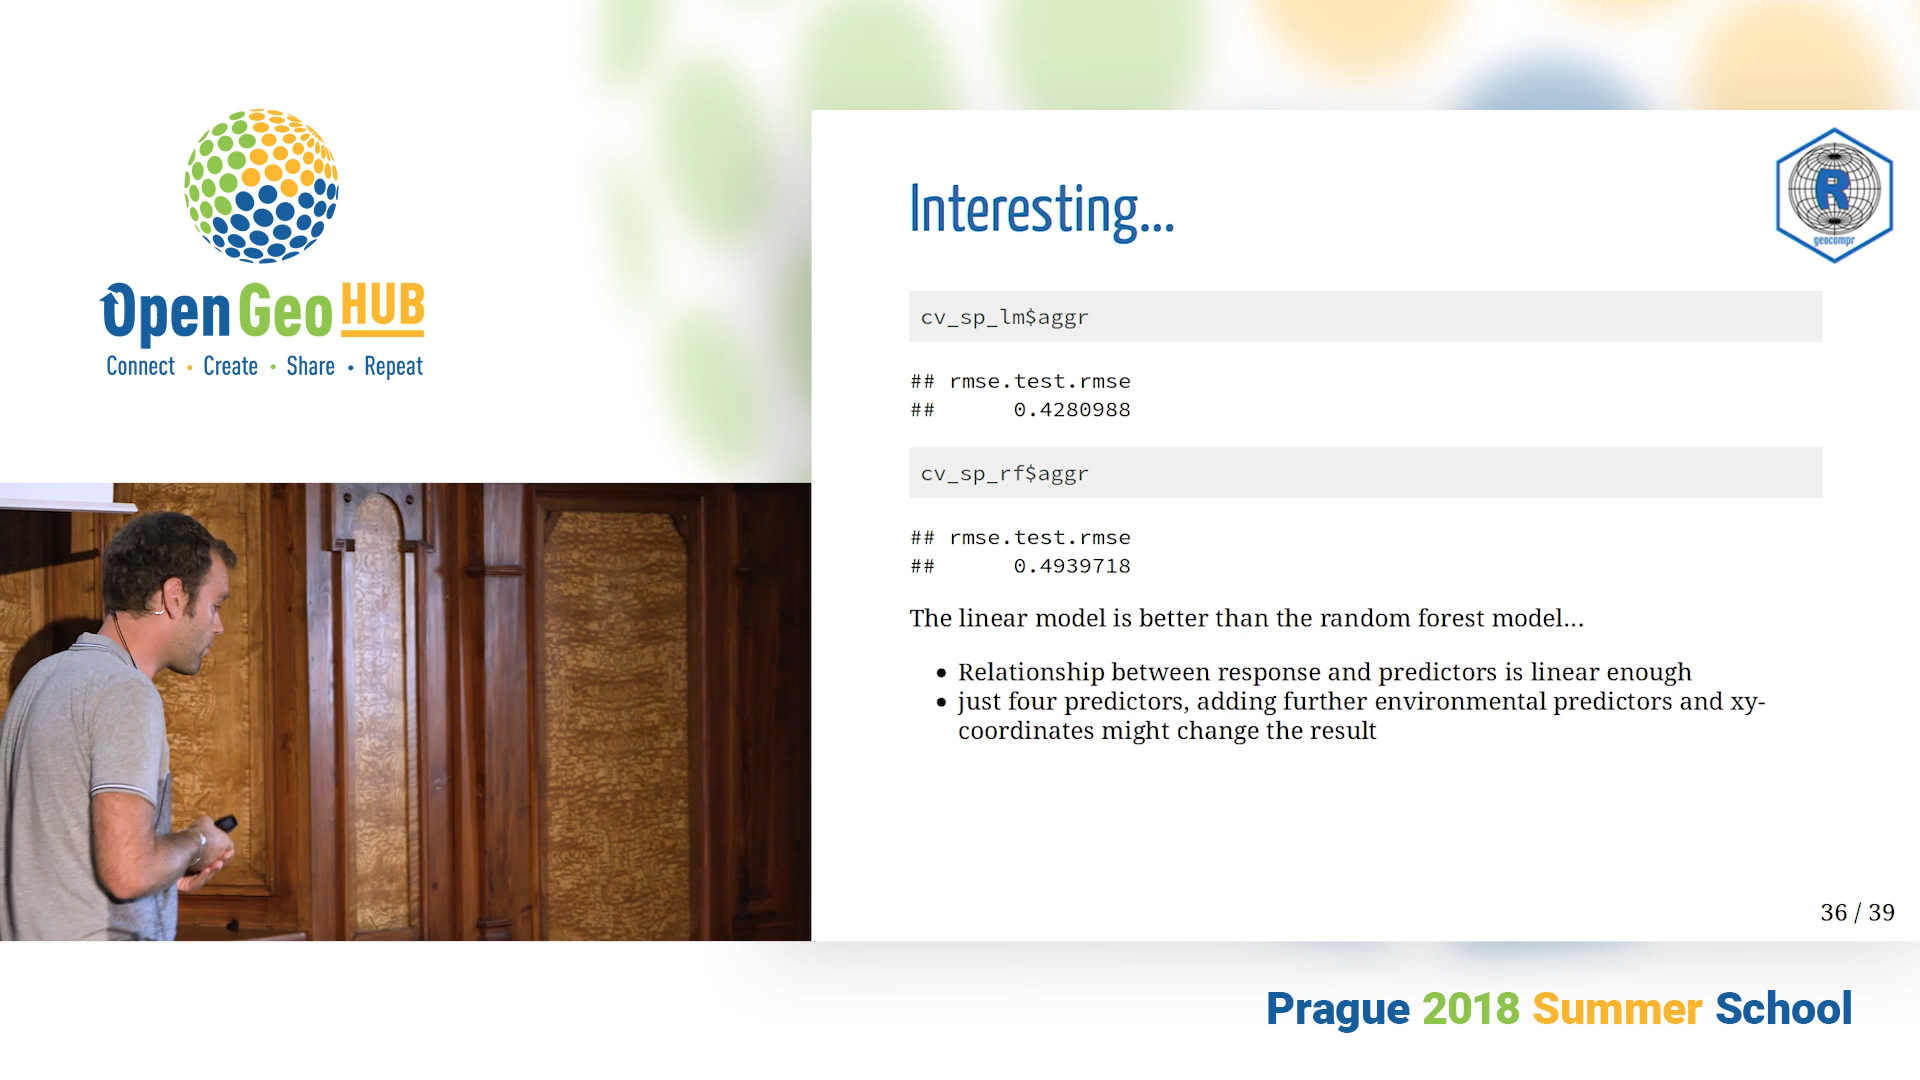 OpenGeoHUB
Connect • Create • Share • Repeat
Interesting...
R
geocompr
cv_sp_lm$aggr
## rmse.test.rmse
## 0.4280988
cv_sp_rf$aggr
## rmse.test.rmse
## 0.4939718
The linear model is better than the random forest model...
• Relationship between response and predictors is linear enough
• just four predictors, adding further environmental predictors and xy-
coordinates might change the result
36 / 39
Prague 2018 Summer School